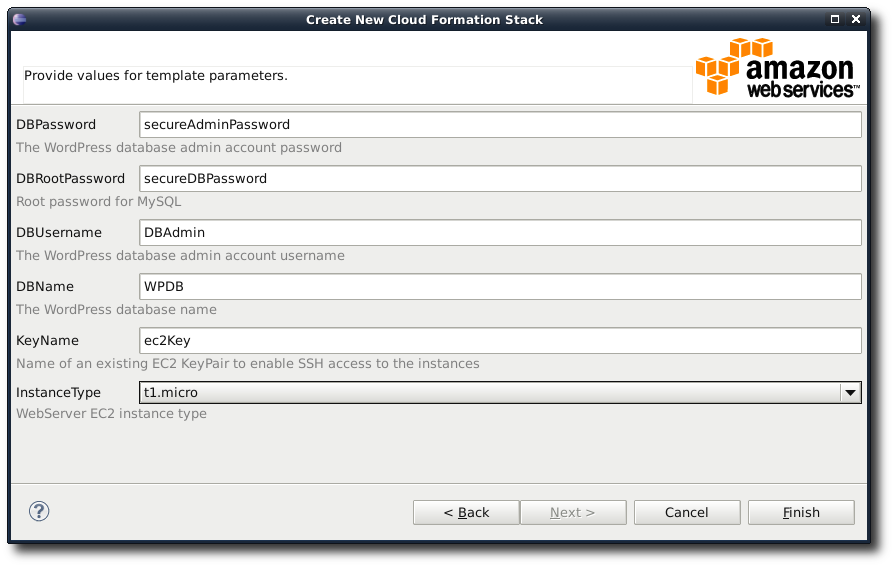 Create New Cloud Formation Stack
Provide values for template parameters.
amazon
webservices™
DBPassword secureAdminPassword
The WordPress database admin account password
DBRootPassword secureDBPassword
Root password for MySQL
DBUsername DBAdmin
The WordPress database admin account username
DBName WPDB
The WordPress database name
KeyName ec2Key
Name of an existing EC2 KeyPair to enable SSH access to the instances
InstanceType t1.micro
WebServer EC2 instance type
? < Back Next > Cancel Finish